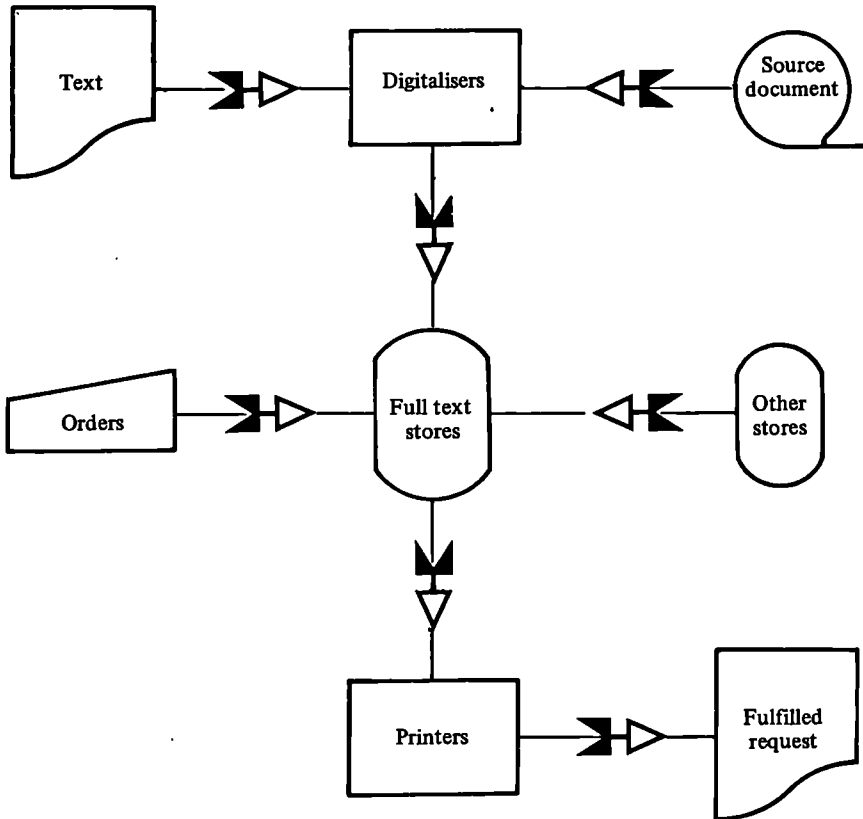 Text
Digitalisers
Source
document
Orders
Full text
stores
Other
stores
Printers
Fulfilled
request